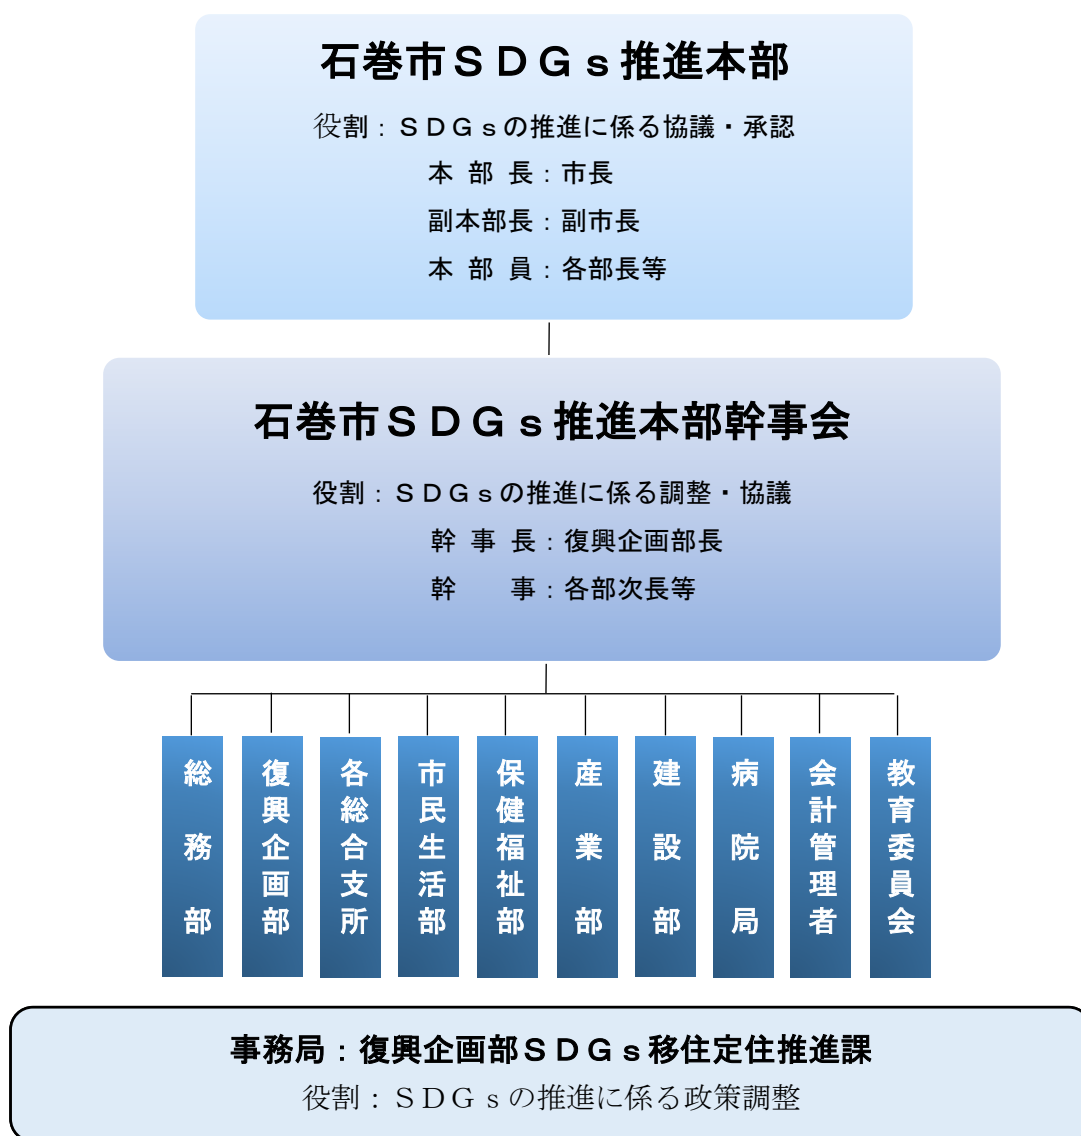 石巻市ＳＤＧｓ推進本部
役割：ＳＤＧｓの推進に係る協議・承認
本 部 長：市長
副本部長：副市長
本 部 員：各部長等
石巻市ＳＤＧｓ推進本部幹事会
役割：ＳＤＧｓの推進に係る調整・協議
幹 事 長：復興企画部長
幹　　事：各部次長等
総務部
復興企画部
各総合支所
市民生活部
保健福祉部
産業部
建設部
病院局
会計管理者
教育委員会
事務局：復興企画部ＳＤＧｓ移住定住推進課
役割：ＳＤＧｓの推進に係る政策調整